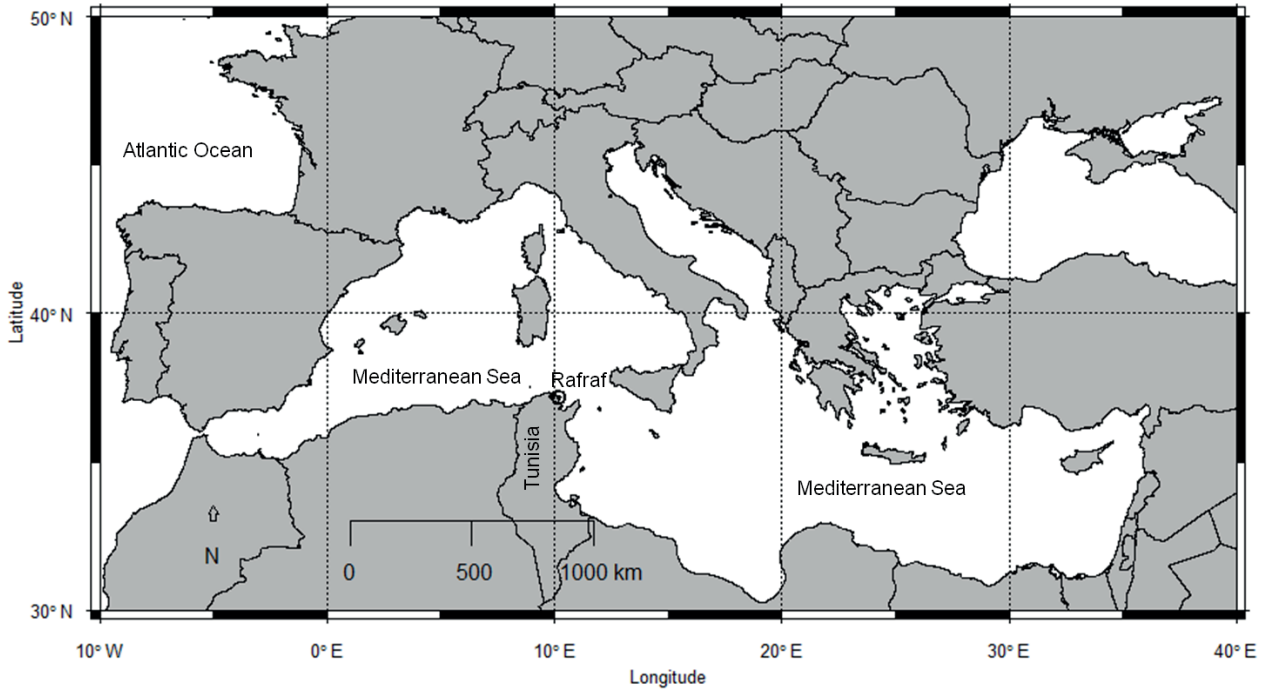 50° N
Atlantic Ocean
Latitude
40° N
Mediterranean Sea
Rafraf
Tunisia
Mediterranean Sea
N
0
500
1000 km
30° N
10° W
0° E
10° E
20° E
30° E
40° E
Longitude